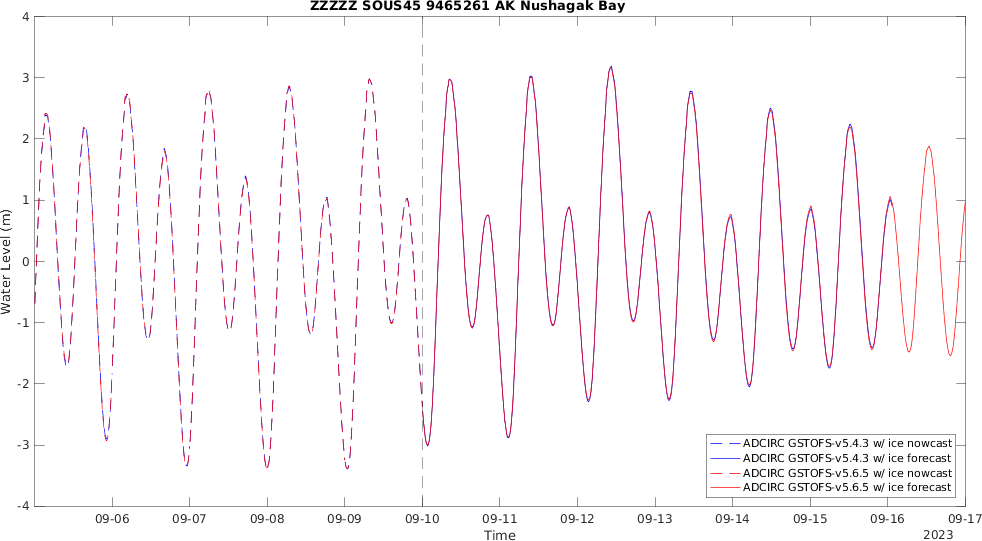 ZZZZZ SOUS45 9465261 AK Nushagak Bay
4
3
2
1
0
-1
-2
-3
-4
Water Level (m)
ADCIRC GSTOFS-v5.4.3 w/ ice nowcast
ADCIRC GSTOFS-v5.4.3 w/ ice forecast
ADCIRC GSTOFS-v5.6.5 w/ ice nowcast
ADCIRC GSTOFS-v5.6.5 w/ ice forecast
09-06 09-07 09-08 09-09 09-10 09-11 09-12 09-13 09-14 09-15 09-16 09-17
Time
2023